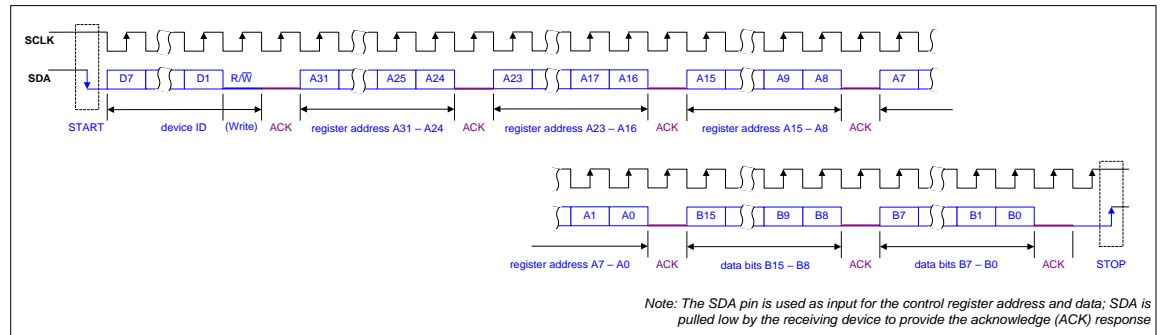 SCLK
SDA D7 D1 R/W̅ A31 A25 A24 A23 A17 A16 A15 A9 A8 A7
START device ID (Write) ACK register address A31 – A24 ACK register address A23 – A16 ACK register address A15 – A8 ACK
A1 A0 B15 B9 B8 B7 B1 B0
register address A7 – A0 ACK data bits B15 – B8 ACK data bits B7 – B0 ACK STOP
Note: The SDA pin is used as input for the control register address and data; SDA is
pulled low by the receiving device to provide the acknowledge (ACK) response